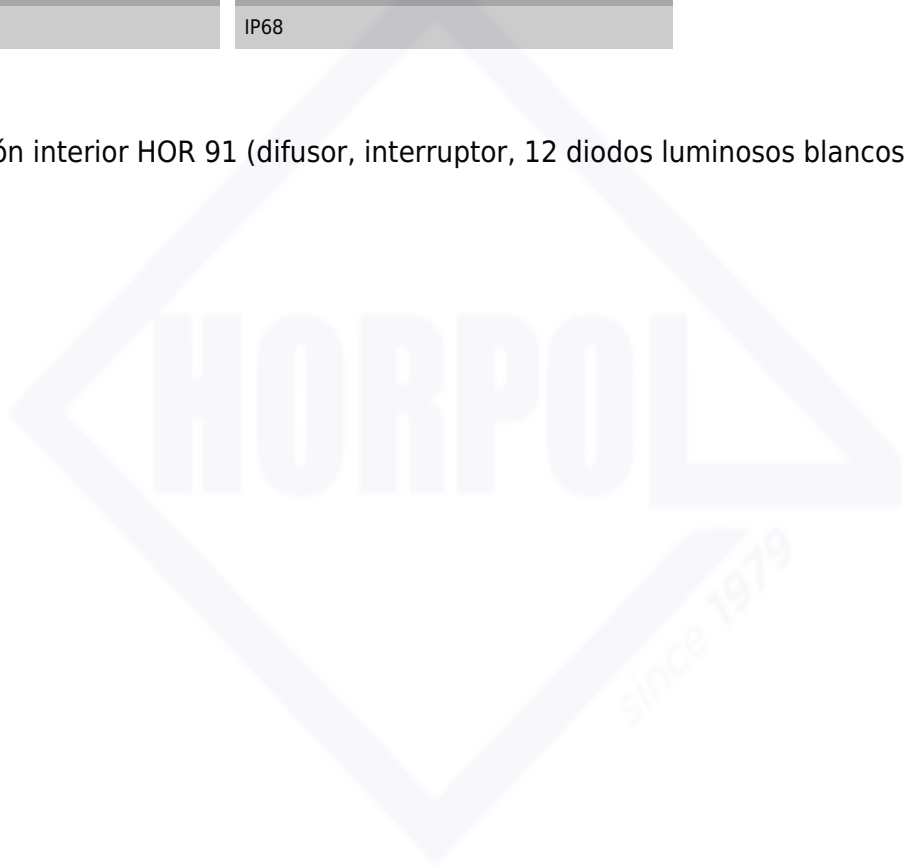 IP68
ón interior HOR 91 (difusor, interruptor, 12 diodos luminosos blancos
HORPOL
since 1979